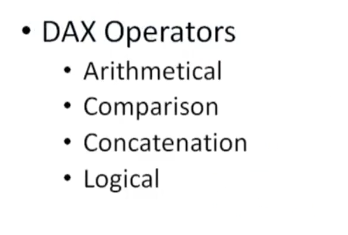 • DAX Operators
• Arithmetical
• Comparison
• Concatenation
• Logical